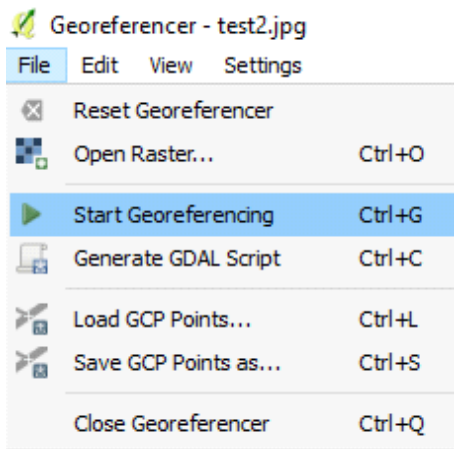 Georeferencer - test2.jpg
File Edit View Settings
Reset Georeferencer
Open Raster... Ctrl+O
Start Georeferencing Ctrl+G
Generate GDAL Script Ctrl+C
Load GCP Points... Ctrl+L
Save GCP Points as... Ctrl+S
Close Georeferencer Ctrl+Q